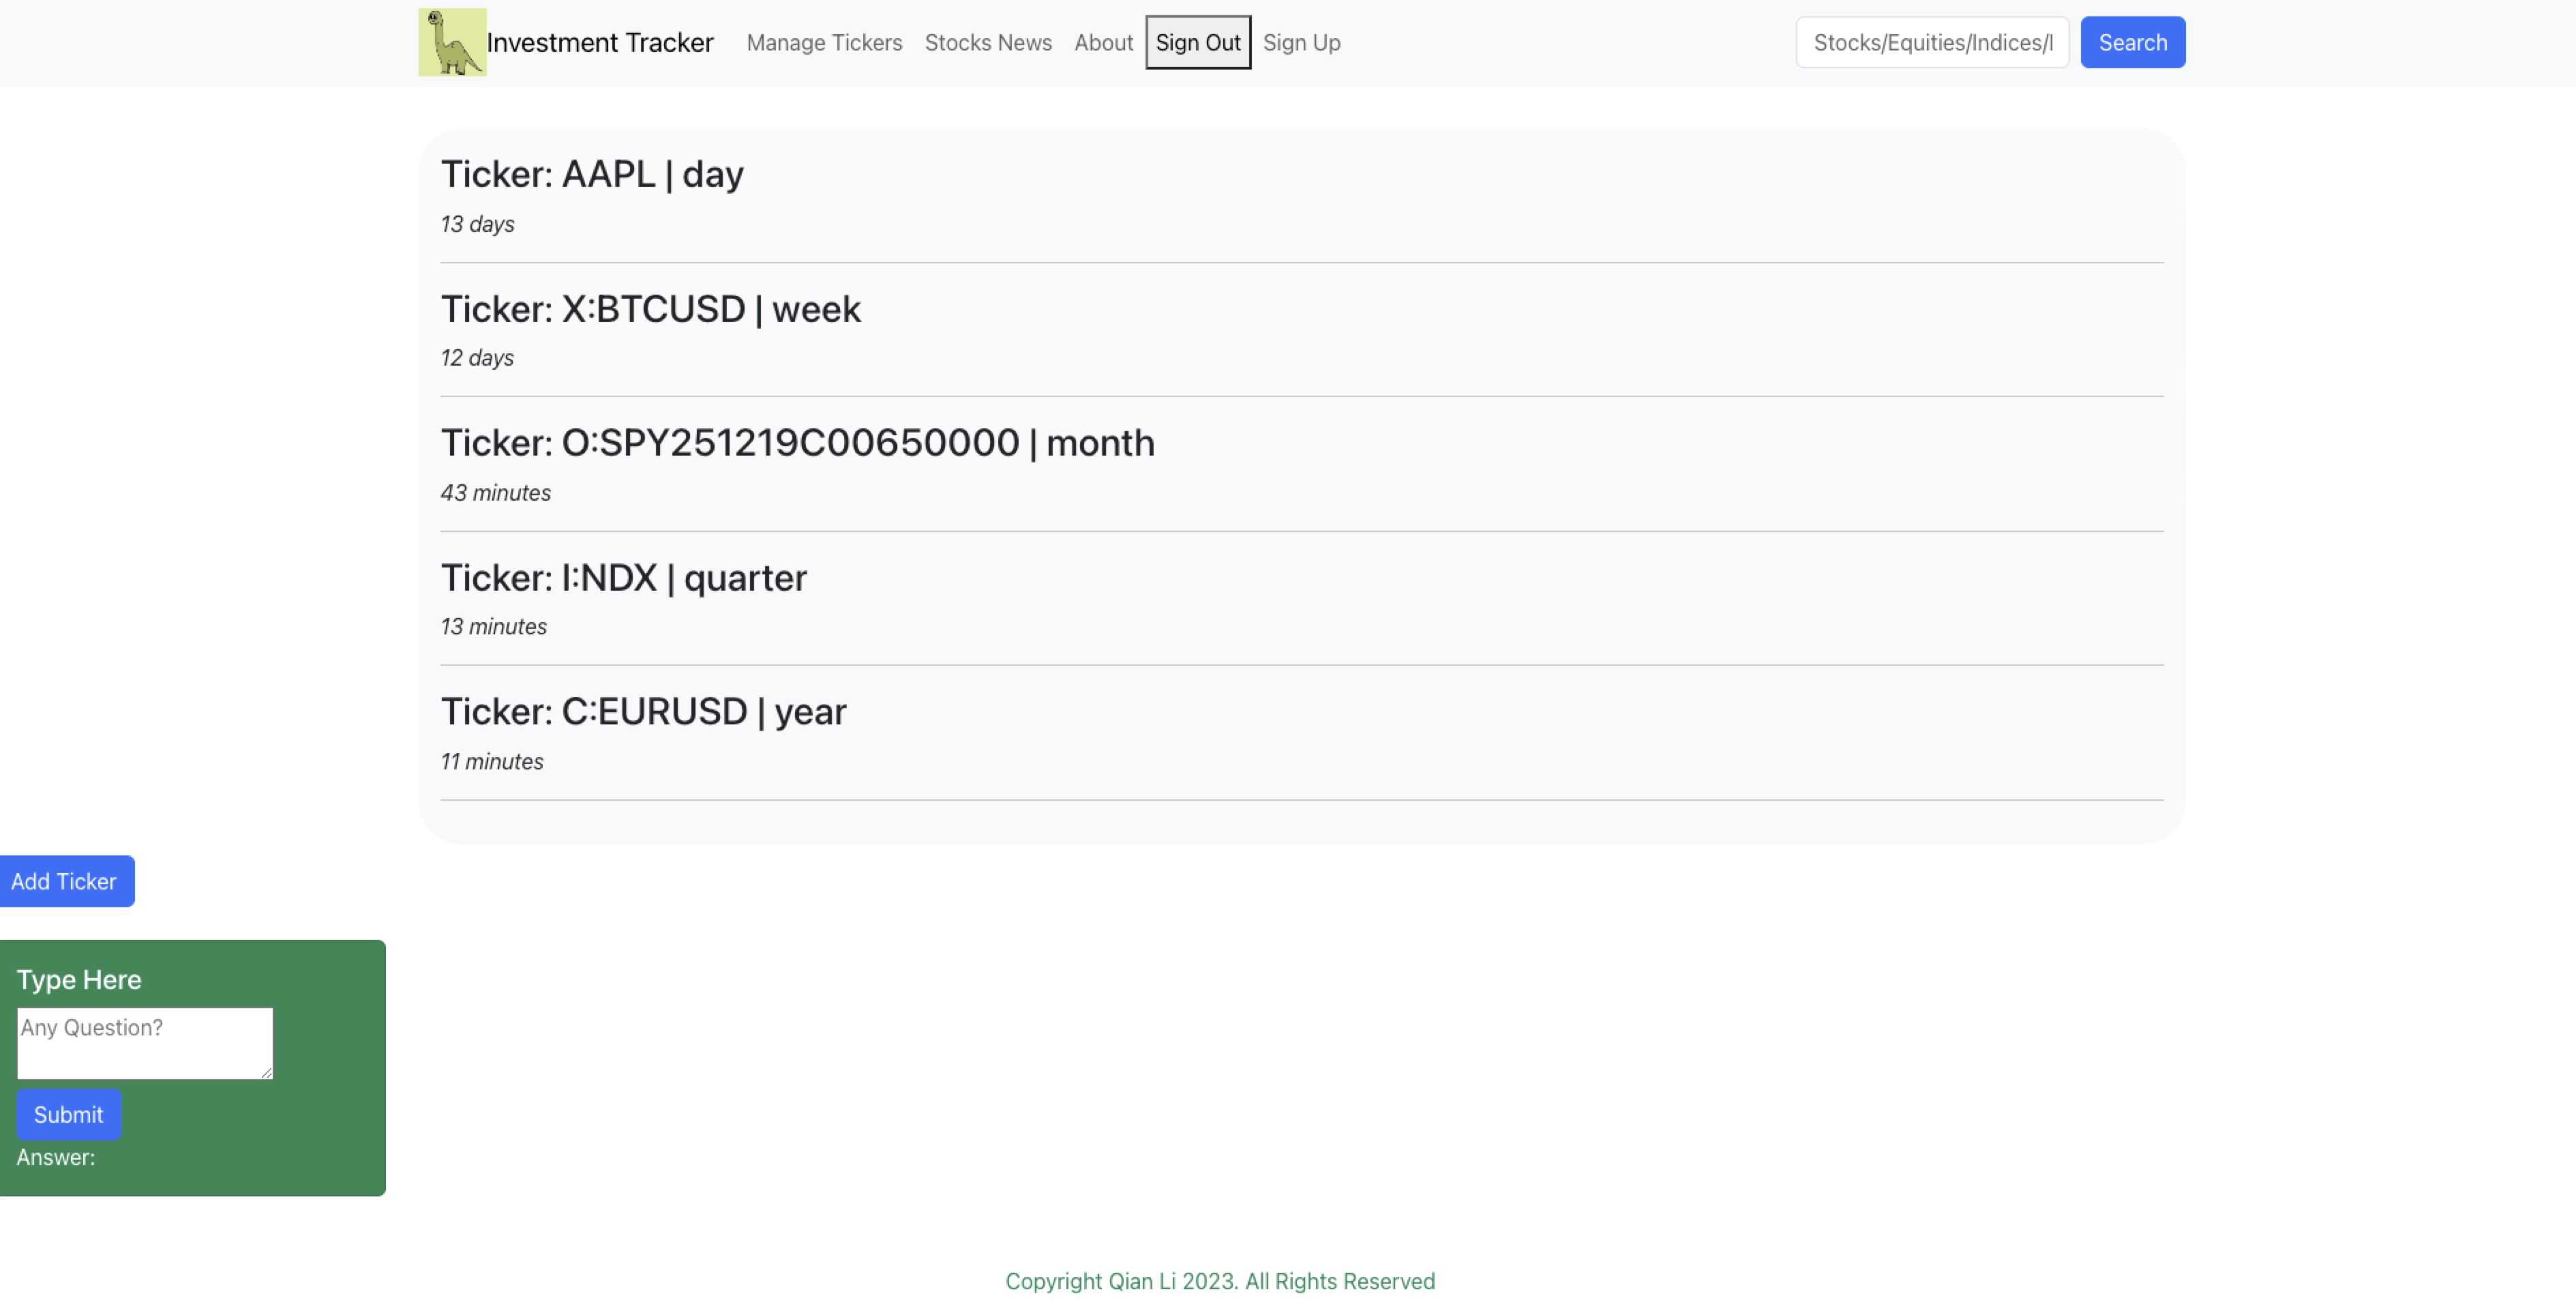 Investment Tracker Manage Tickers Stocks News About Sign Out Sign Up Stocks/Equities/Indices/I Search
Ticker: AAPL | day
13 days
Ticker: X:BTCUSD | week
12 days
Ticker: O:SPY251219C00650000 | month
43 minutes
Ticker: I:NDX | quarter
13 minutes
Ticker: C:EURUSD | year
11 minutes
Add Ticker
Type Here
Any Question?
Submit
Answer:
Copyright Qian Li 2023. All Rights Reserved